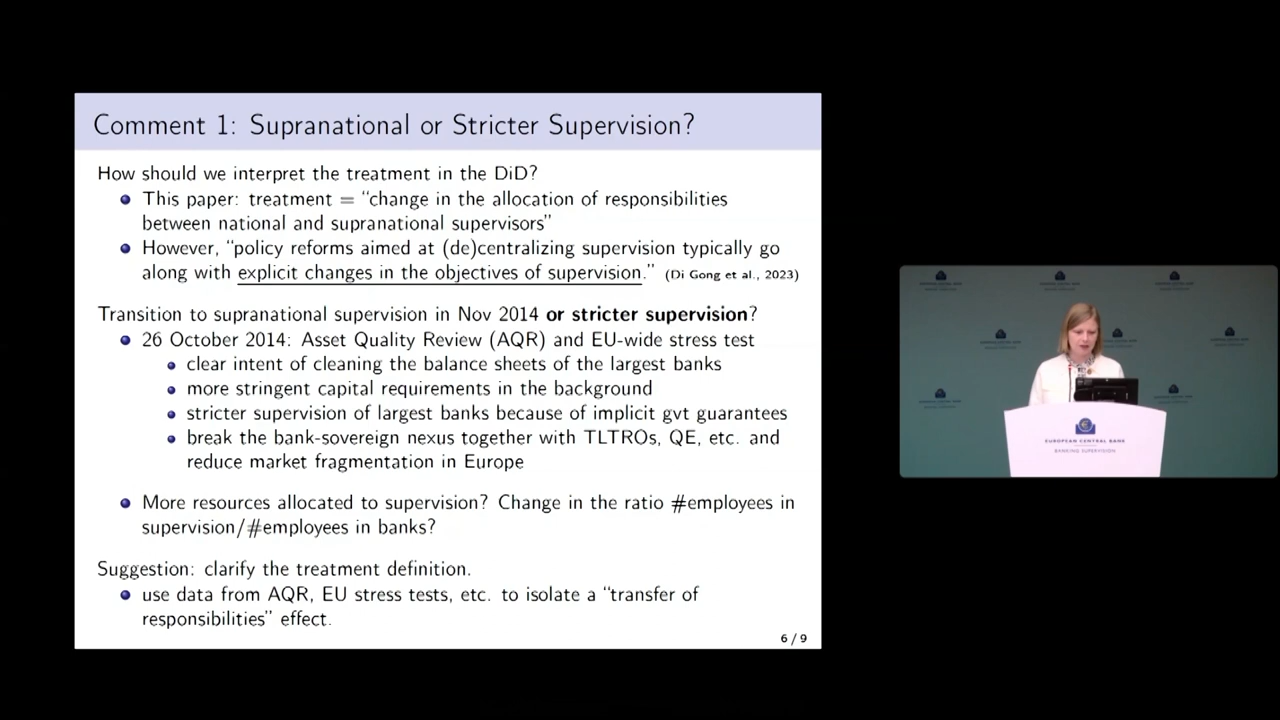 Comment 1: Supranational or Stricter Supervision?
How should we interpret the treatment in the DiD?
This paper: treatment = “change in the allocation of responsibilities
between national and supranational supervisors”
However, “policy reforms aimed at (de)centralizing supervision typically go
along with explicit changes in the objectives of supervision.” (Di Gong et al., 2023)
Transition to supranational supervision in Nov 2014 or stricter supervision?
26 October 2014: Asset Quality Review (AQR) and EU-wide stress test
clear intent of cleaning the balance sheets of the largest banks
more stringent capital requirements in the background
stricter supervision of largest banks because of implicit gvt guarantees
break the bank-sovereign nexus together with TLTROs, QE, etc. and
reduce market fragmentation in Europe
More resources allocated to supervision? Change in the ratio #employees in
supervision/#employees in banks?
Suggestion: clarify the treatment definition.
use data from AQR, EU stress tests, etc. to isolate a “transfer of
responsibilities” effect.
6 / 9
EUROPEAN CENTRAL BANK
BANKING SUPERVISION